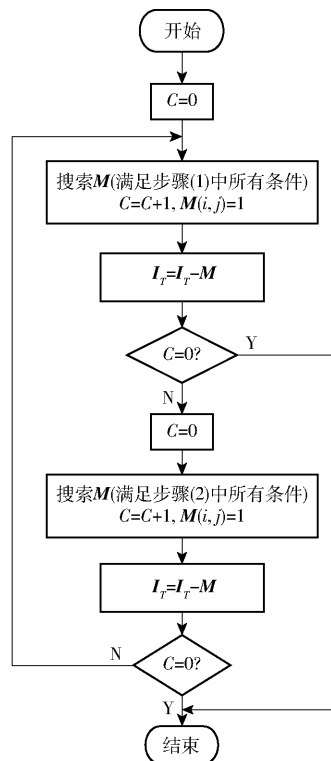 开始
C=0
搜索M(满足步骤(1)中所有条件)
C=C+1, M(i,j)=1
I_T=I_T-M
C=0?
Y
N
C=0
搜索M(满足步骤(2)中所有条件)
C=C+1, M(i,j)=1
I_T=I_T-M
N
C=0?
Y
结束